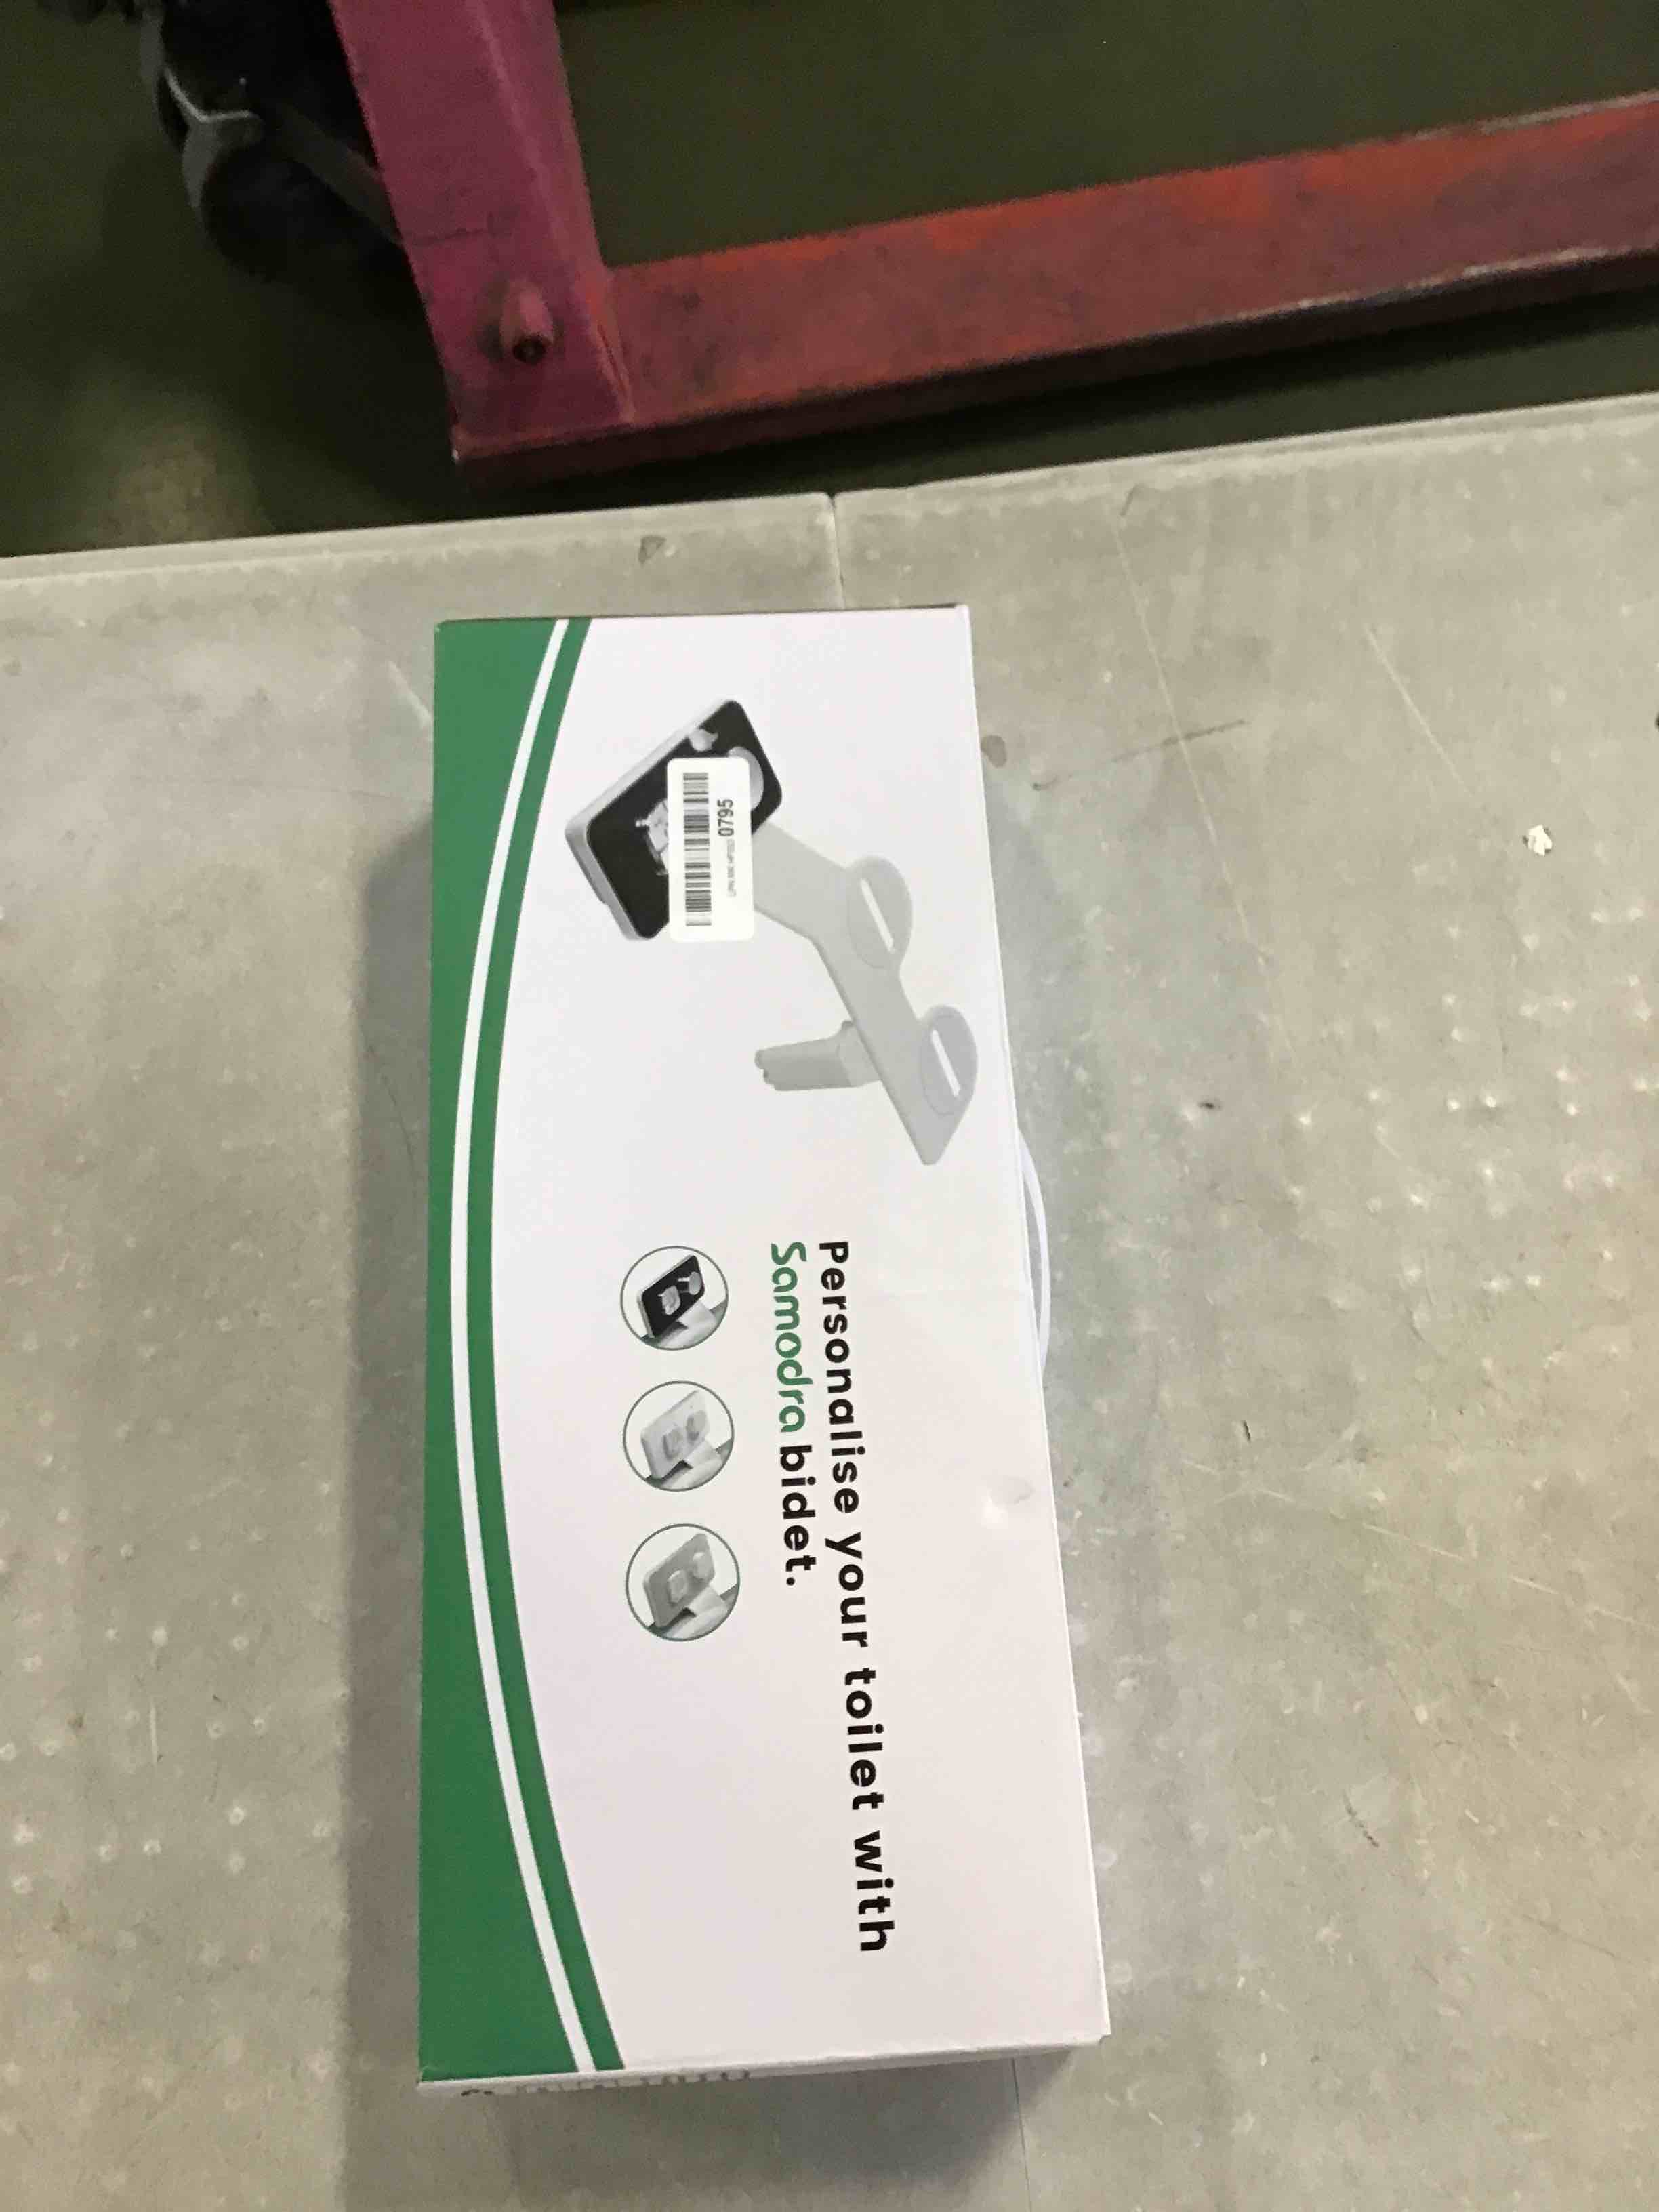 Personalise your toilet with
Samodra bidet.
0795